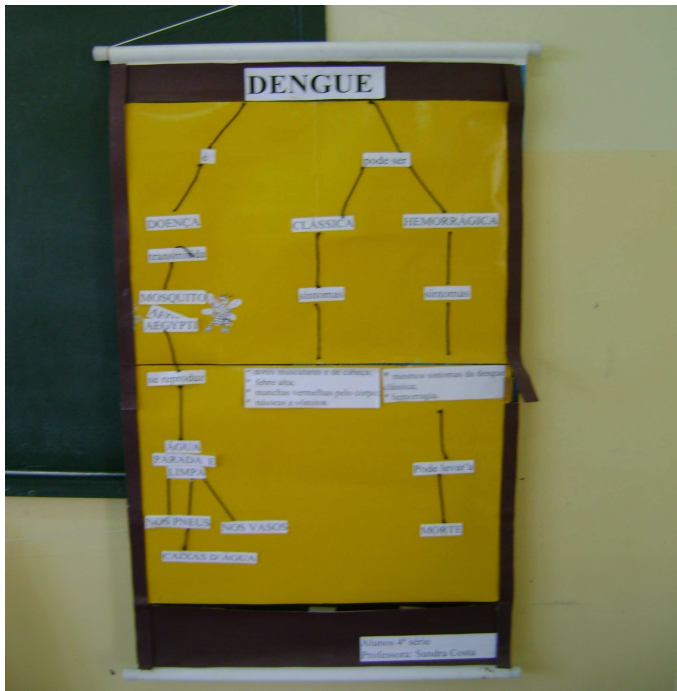 DENGUE
é
pode ser
DOENÇA
CLÁSSICA
HEMORRÁGICA
transmitida
MOSQUITO
AEGYPTI
sintomas
sintomas
se reproduz
* dores musculares e de cabeça;
* febre alta;
* manchas vermelhas pelo corpo;
* náuseas e vômitos.
* mesmos sintomas da dengue
clássica;
* hemorragia.
ÁGUA
PARADA E
LIMPA
Pode levar à
NOS PNEUS
NOS VASOS
MORTE
CAIXAS D'ÁGUA
Alunos 4ª série
Professora: Sandra Costa